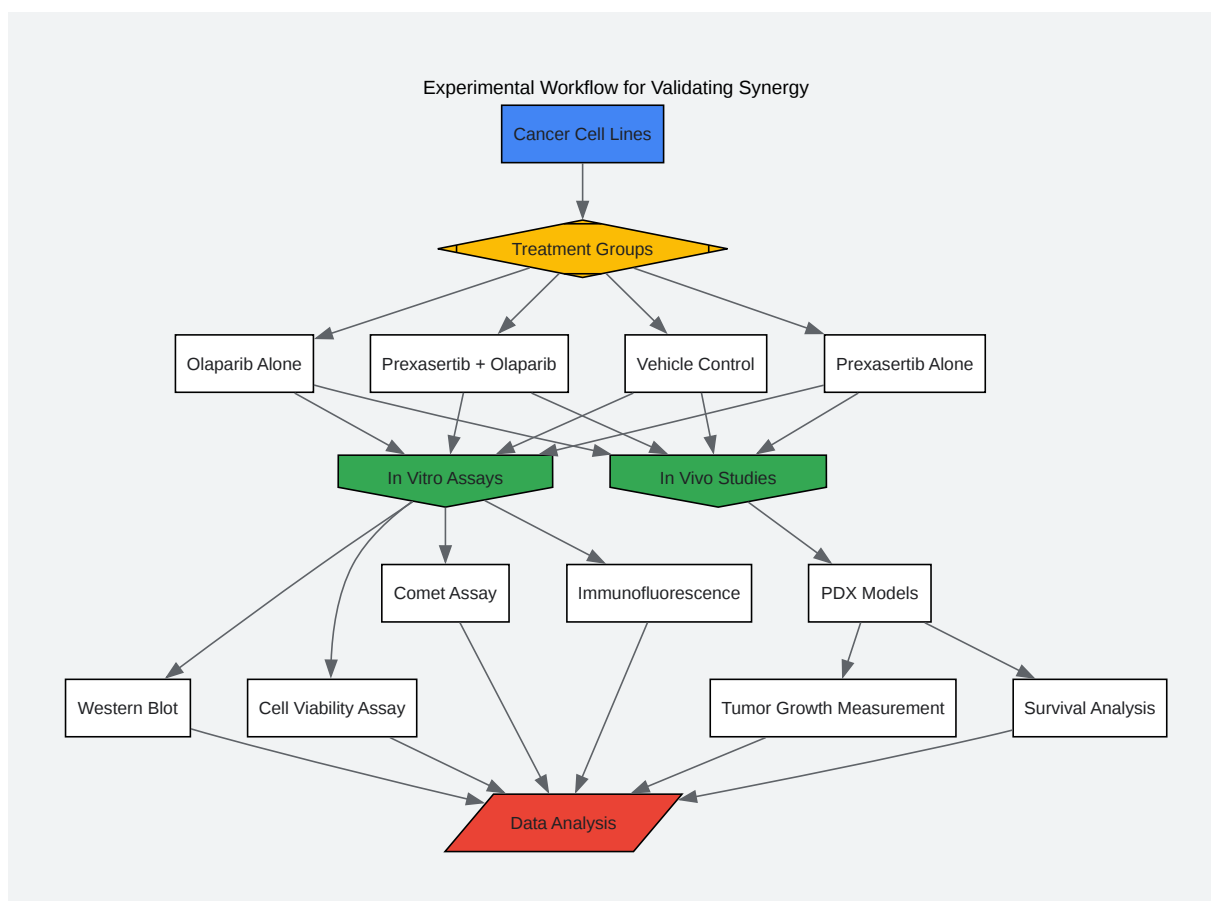 Experimental Workflow for Validating Synergy
Cancer Cell Lines
Treatment Groups
Olaparib Alone
Prexasertib + Olaparib
Vehicle Control
Prexasertib Alone
In Vitro Assays
In Vivo Studies
Comet Assay
Immunofluorescence
PDX Models
Western Blot
Cell Viability Assay
Tumor Growth Measurement
Survival Analysis
Data Analysis